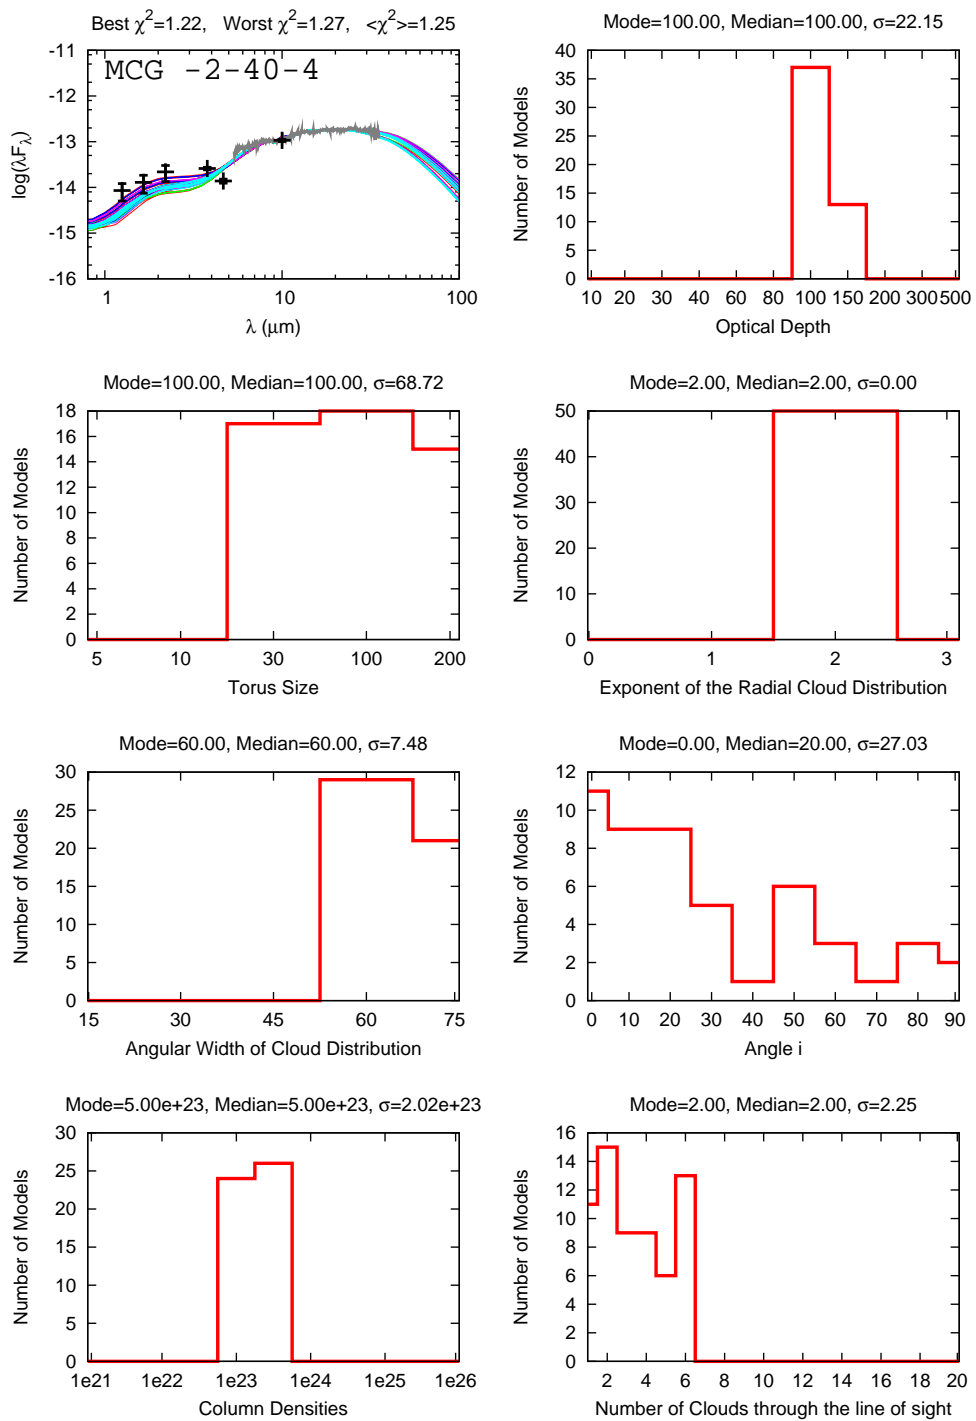 Best χ²=1.22, Worst χ²=1.27, <χ²>=1.25
MCG -2-40-4
log(λF_λ)
-11
-12
-13
-14
-15
-16
1 10 100
λ (μm)
Mode=100.00, Median=100.00, σ=22.15
Number of Models
40
35
30
25
20
15
10
5
0
10 20 30 40 60 80 100 150 200 300 500
Optical Depth
Mode=100.00, Median=100.00, σ=68.72
Number of Models
18
16
14
12
10
8
6
4
2
0
5 10 30 100 200
Torus Size
Mode=2.00, Median=2.00, σ=0.00
Number of Models
50
40
30
20
10
0
0 1 2 3
Exponent of the Radial Cloud Distribution
Mode=60.00, Median=60.00, σ=7.48
Number of Models
30
25
20
15
10
5
0
15 30 45 60 75
Angular Width of Cloud Distribution
Mode=0.00, Median=20.00, σ=27.03
Number of Models
12
10
8
6
4
2
0
0 10 20 30 40 50 60 70 80 90
Angle i
Mode=5.00e+23, Median=5.00e+23, σ=2.02e+23
Number of Models
30
25
20
15
10
5
0
1e21 1e22 1e23 1e24 1e25 1e26
Column Densities
Mode=2.00, Median=2.00, σ=2.25
Number of Models
16
14
12
10
8
6
4
2
0
2 4 6 8 10 12 14 16 18 20
Number of Clouds through the line of sight